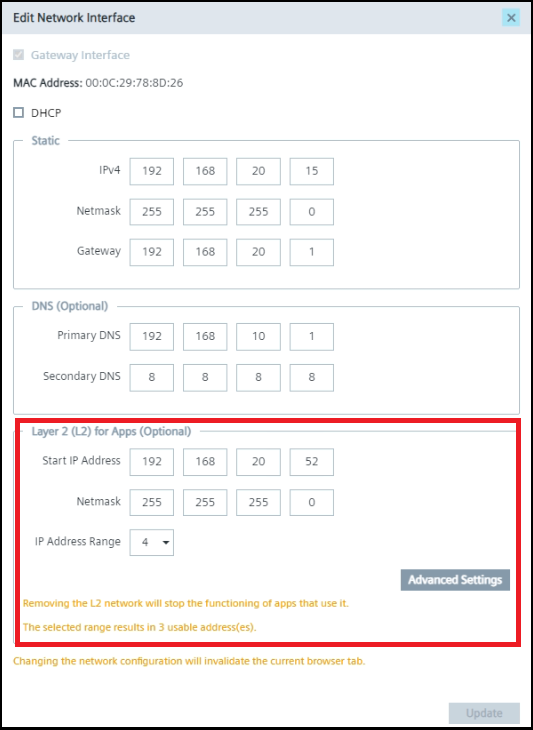 Edit Network Interface
Gateway Interface
MAC Address: 00:0C:29:78:8D:26
DHCP
Static
IPv4 192 168 20 15
Netmask 255 255 255 0
Gateway 192 168 20 1
DNS (Optional)
Primary DNS 192 168 10 1
Secondary DNS 8 8 8 8
Layer 2 (L2) for Apps (Optional)
Start IP Address 192 168 20 52
Netmask 255 255 255 0
IP Address Range 4
Advanced Settings
Removing the L2 network will stop the functioning of apps that use it.
The selected range results in 3 usable address(es).
Changing the network configuration will invalidate the current browser tab.
Update